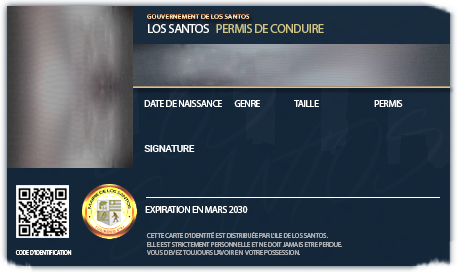 GOUVERNEMENT DE LOS SANTOS
LOS SANTOS PERMIS DE CONDUIRE
DATE DE NAISSANCE GENRE TAILLE PERMIS
SIGNATURE
EXPIRATION EN MARS 2030
CODE D'IDENTIFICATION
CETTE CARTE D'IDENTITÉ EST DISTRIBUÉE PAR L'ILE DE LOS SANTOS.
ELLE EST STRICTEMENT PERSONNELLE ET NE DOIT JAMAIS ETRE PERDUE.
VOUS DEVEZ TOUJOURS L'AVOIR EN VOTRE POSSESSION.